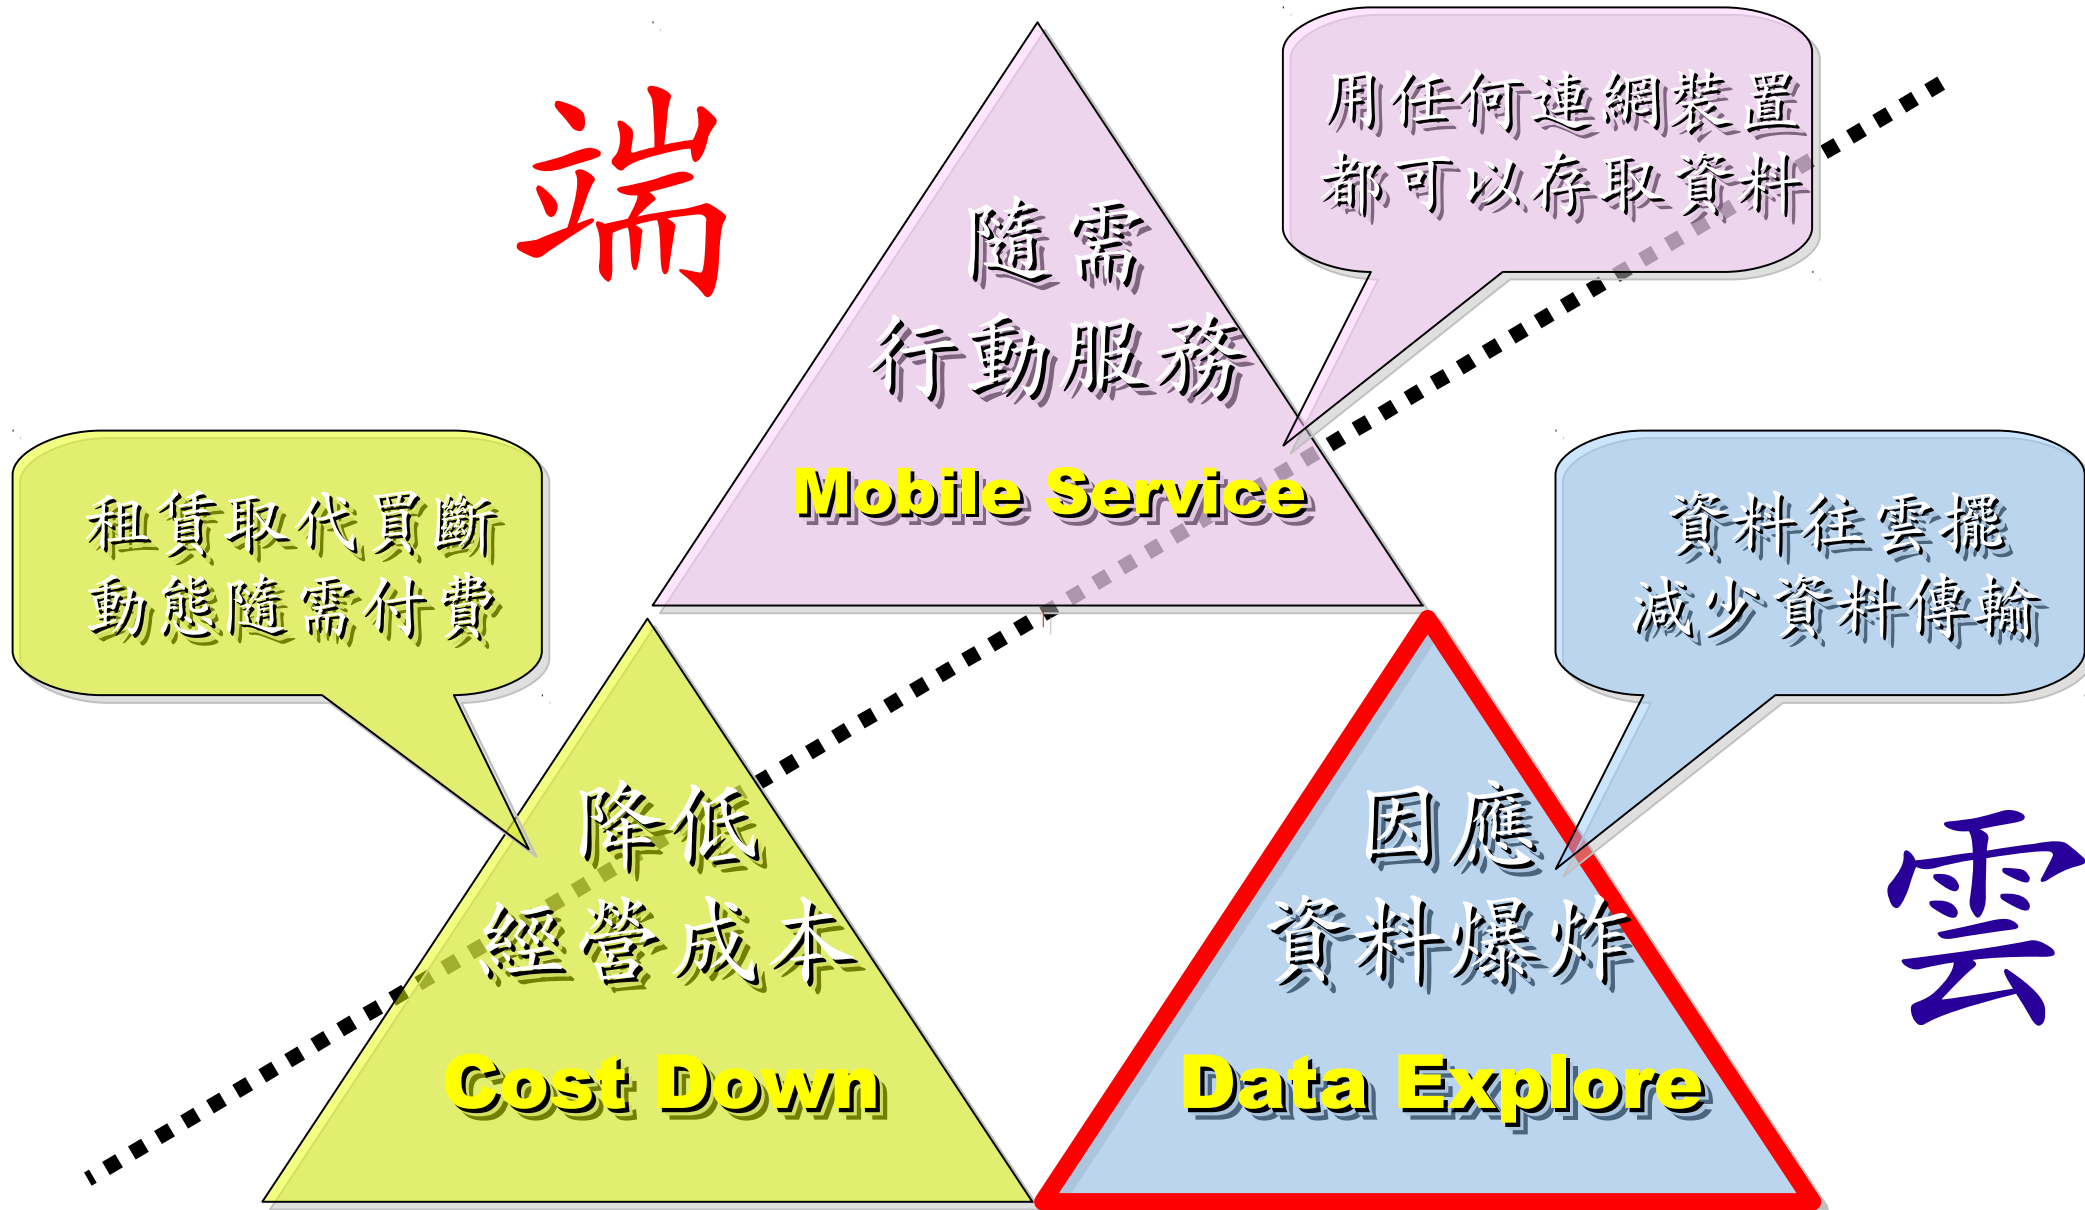 端
用任何連網裝置
都可以存取資料
隨需
行動服務
Mobile Service
租賃取代買斷
動態隨需付費
資料往雲擺
減少資料傳輸
降低
經營成本
Cost Down
因應
資料爆炸
Data Explore
雲